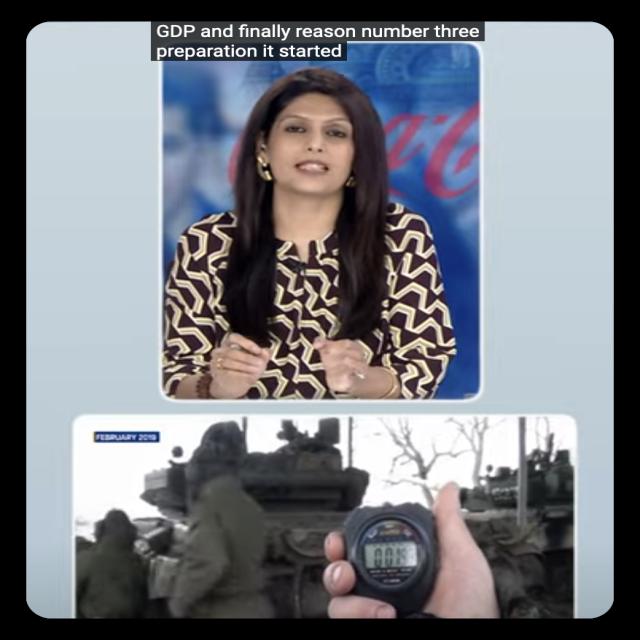 GDP and finally reason number three
preparation it started
FEBRUARY 2019